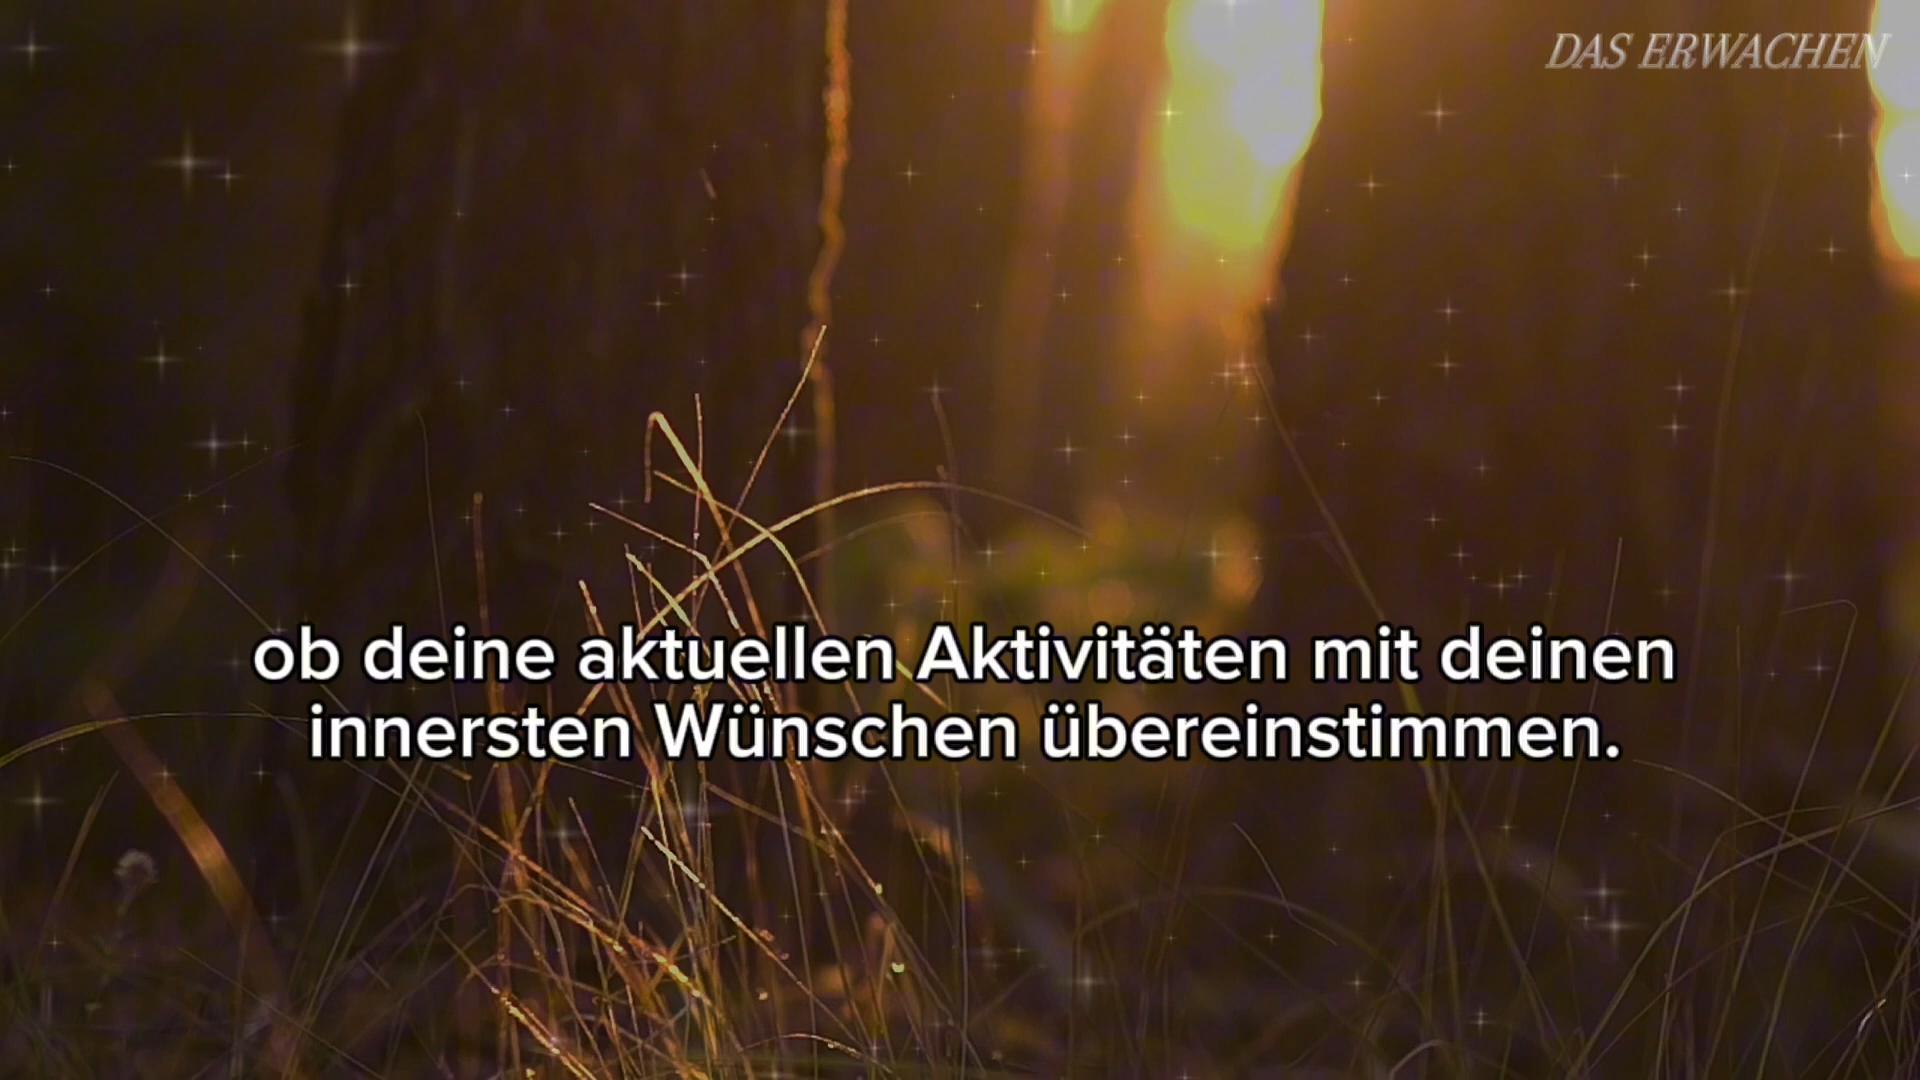 DAS ERWACHEN
ob deine aktuellen Aktivitäten mit deinen
innersten Wünschen übereinstimmen.